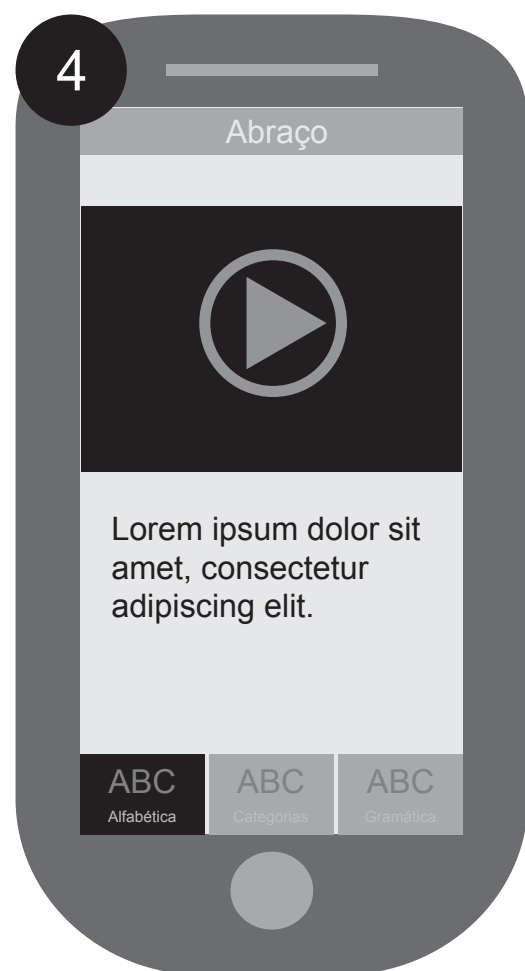 4
Abraço
Lorem ipsum dolor sit
amet, consectetur
adipiscing elit.
ABC ABC ABC
Alfabética Categorias Gramática